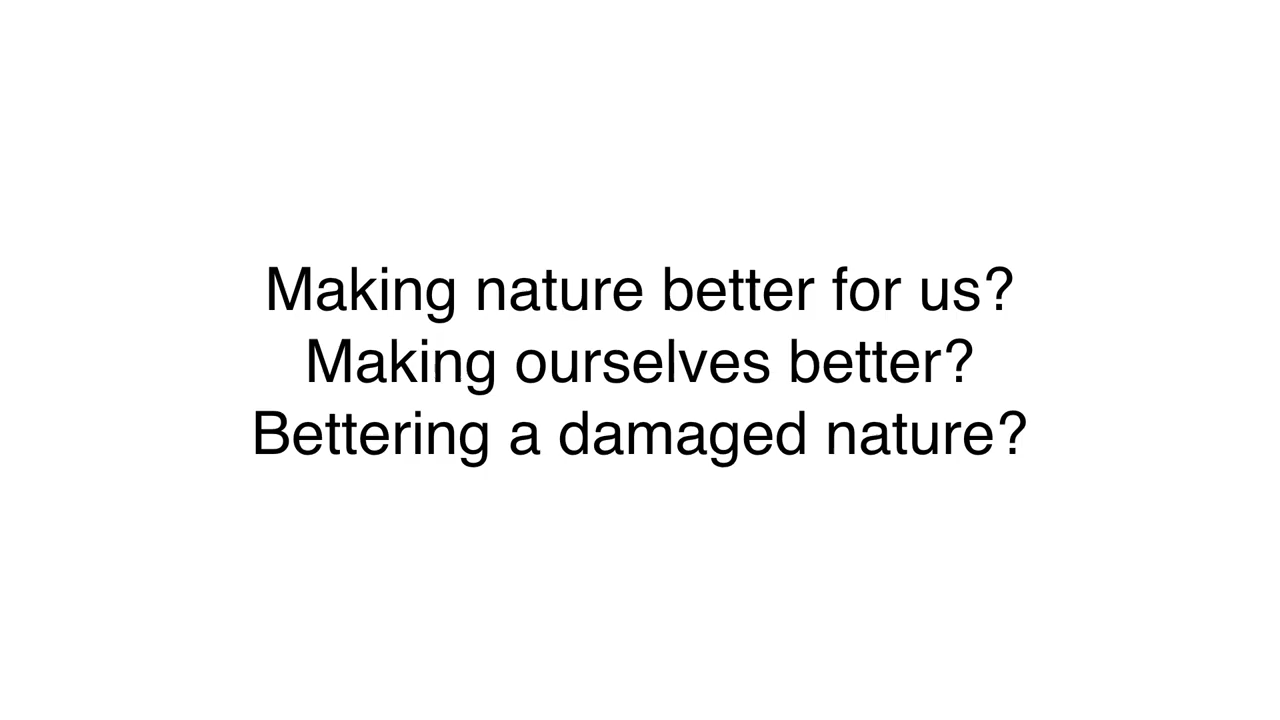 Making nature better for us?
Making ourselves better?
Bettering a damaged nature?